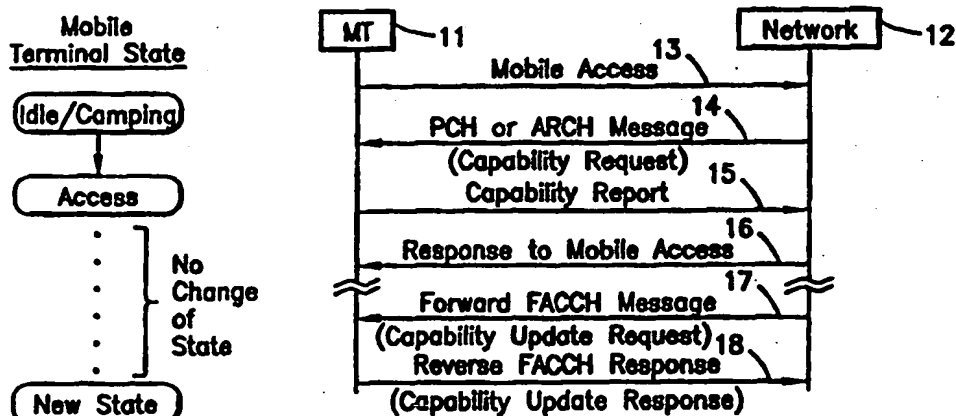 Mobile
Terminal State
Idle/Camping
Access
No
Change
of
State
New State
MT
11
Network
12
Mobile Access
13
PCH or ARCH Message
14
(Capability Request)
Capability Report
15
Response to Mobile Access
16
Forward FACCH Message
17
(Capability Update Request)
Reverse FACCH Response
18
(Capability Update Response)